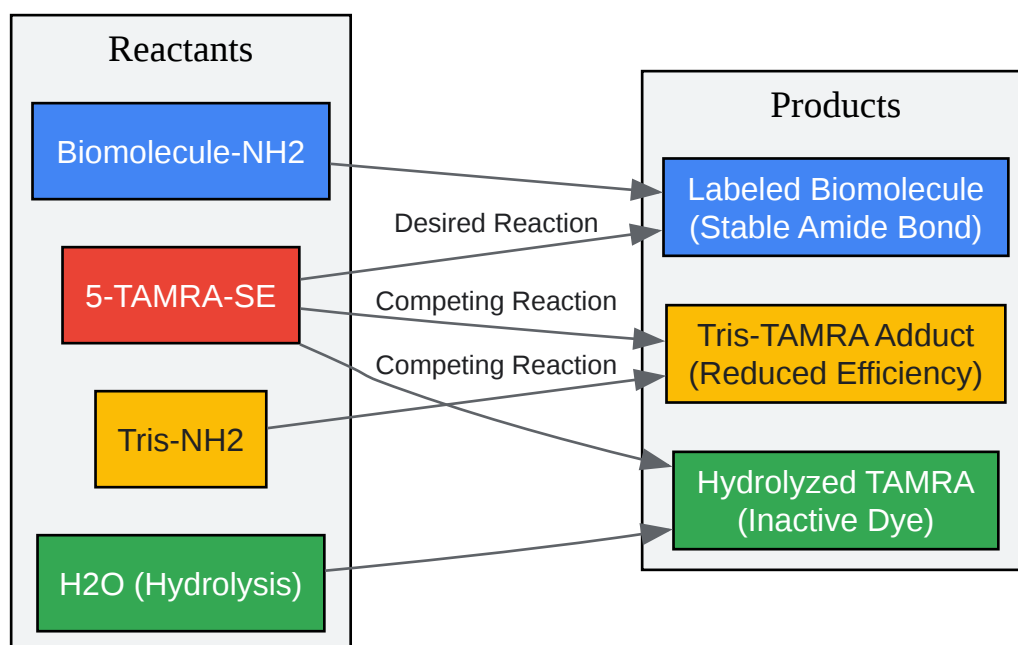 Reactants
Biomolecule-NH2
5-TAMRA-SE
Tris-NH2
H2O (Hydrolysis)
Desired Reaction
Competing Reaction
Competing Reaction
Products
Labeled Biomolecule
(Stable Amide Bond)
Tris-TAMRA Adduct
(Reduced Efficiency)
Hydrolyzed TAMRA
(Inactive Dye)